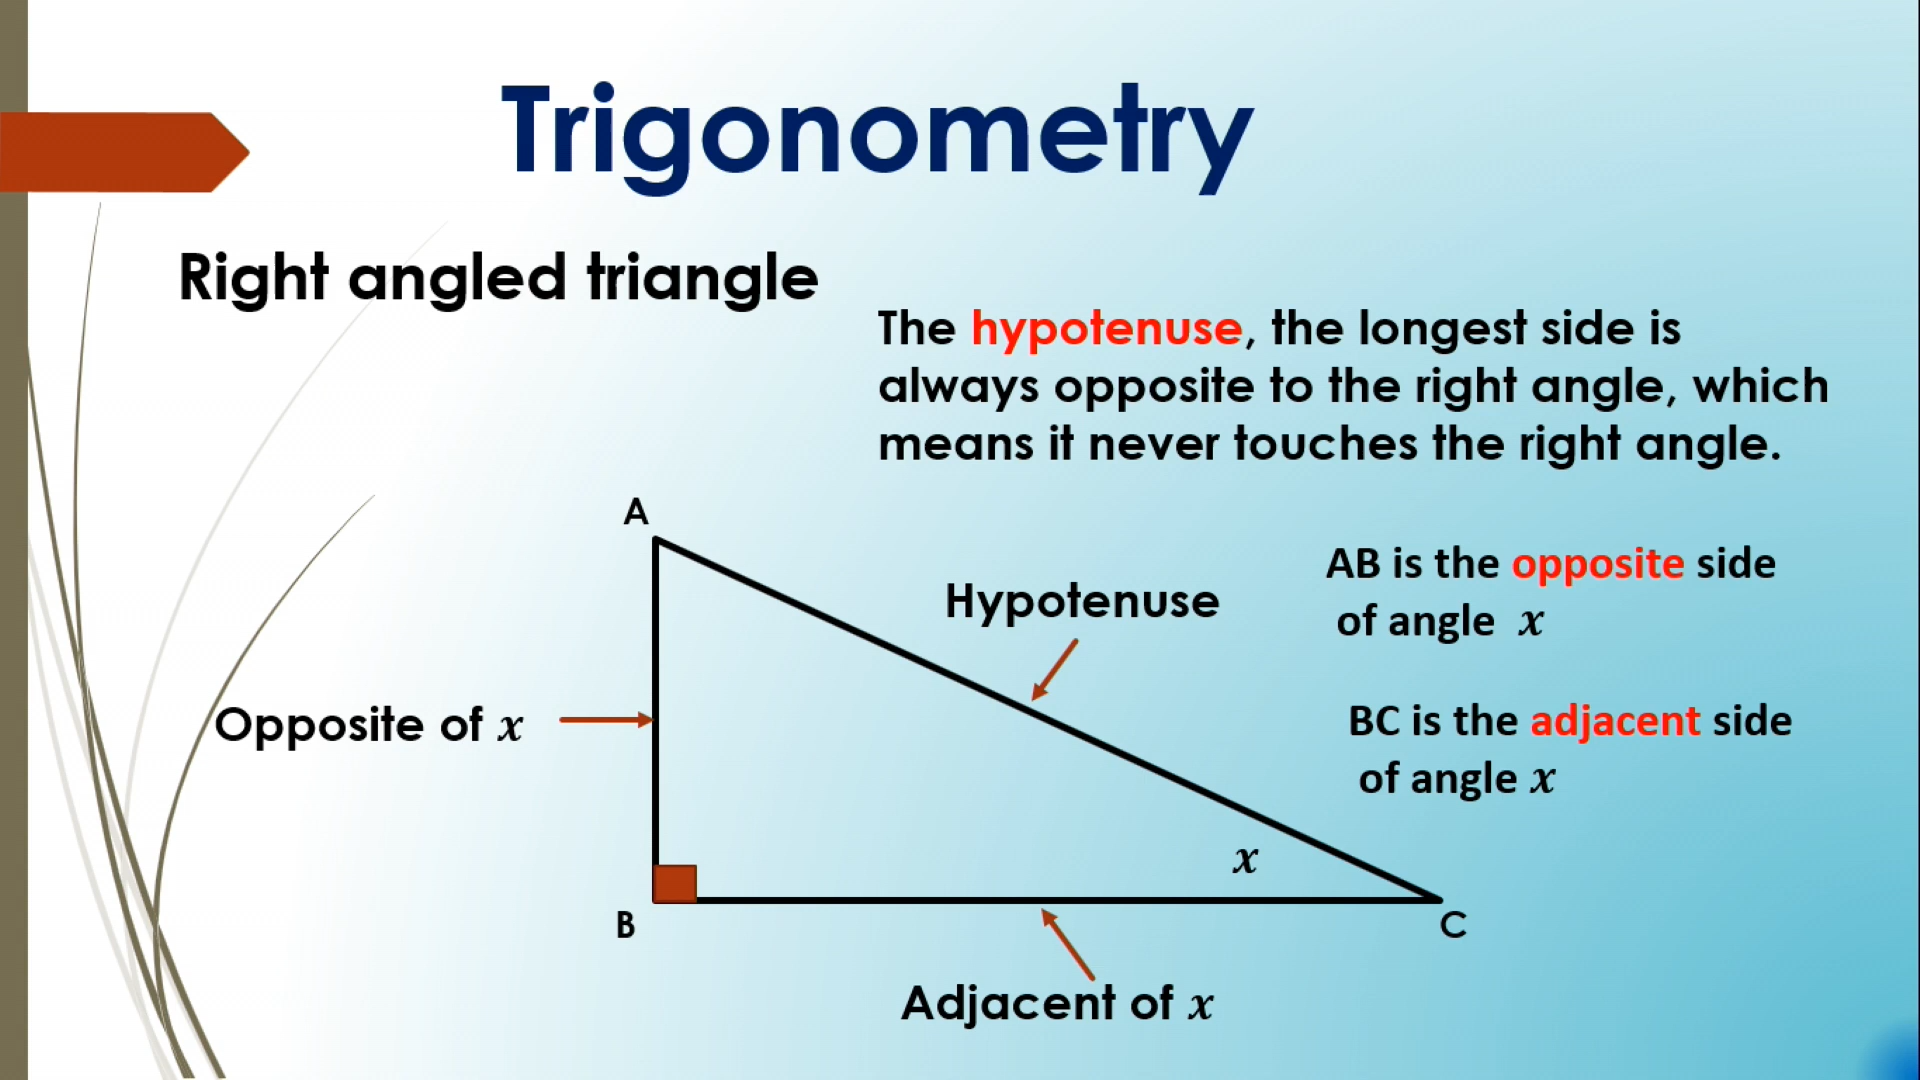 Trigonometry
Right angled triangle
The hypotenuse, the longest side is
always opposite to the right angle, which
means it never touches the right angle.
A
Hypotenuse
AB is the opposite side
of angle x
Opposite of x
BC is the adjacent side
of angle x
x
B
C
Adjacent of x